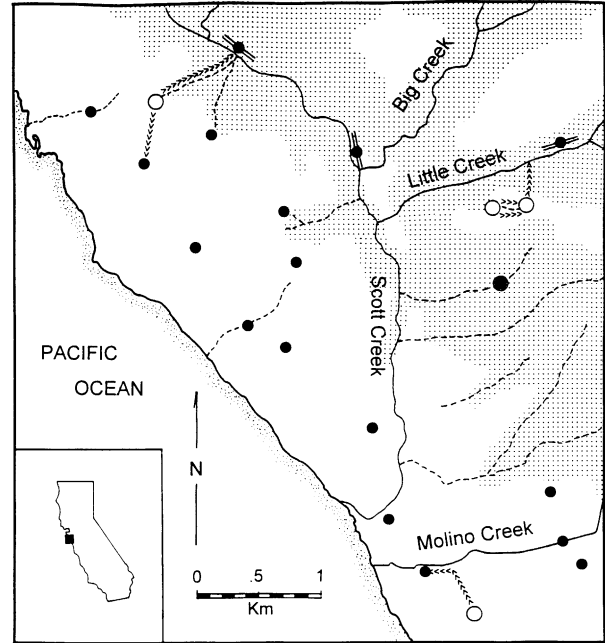 Big Creek
Little Creek
Scott Creek
PACIFIC
OCEAN
N
Molino Creek
0 .5 1
Km